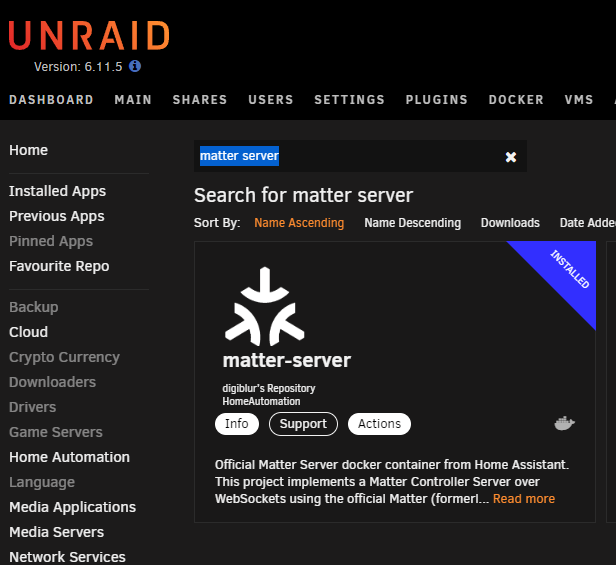 UNRAID
Version: 6.11.5
DASHBOARD MAIN SHARES USERS SETTINGS PLUGINS DOCKER VMS
Home
Installed Apps
Previous Apps
Pinned Apps
Favourite Repo
Backup
Cloud
Crypto Currency
Downloaders
Drivers
Game Servers
Home Automation
Language
Media Applications
Media Servers
Network Services
matter server
Search for matter server
Sort By: Name Ascending Name Descending Downloads Date Adde
INSTALLED
matter-server
digiblur's Repository
HomeAutomation
Info Support Actions
Official Matter Server docker container from Home Assistant.
This project implements a Matter Controller Server over
WebSockets using the official Matter (formerl... Read more